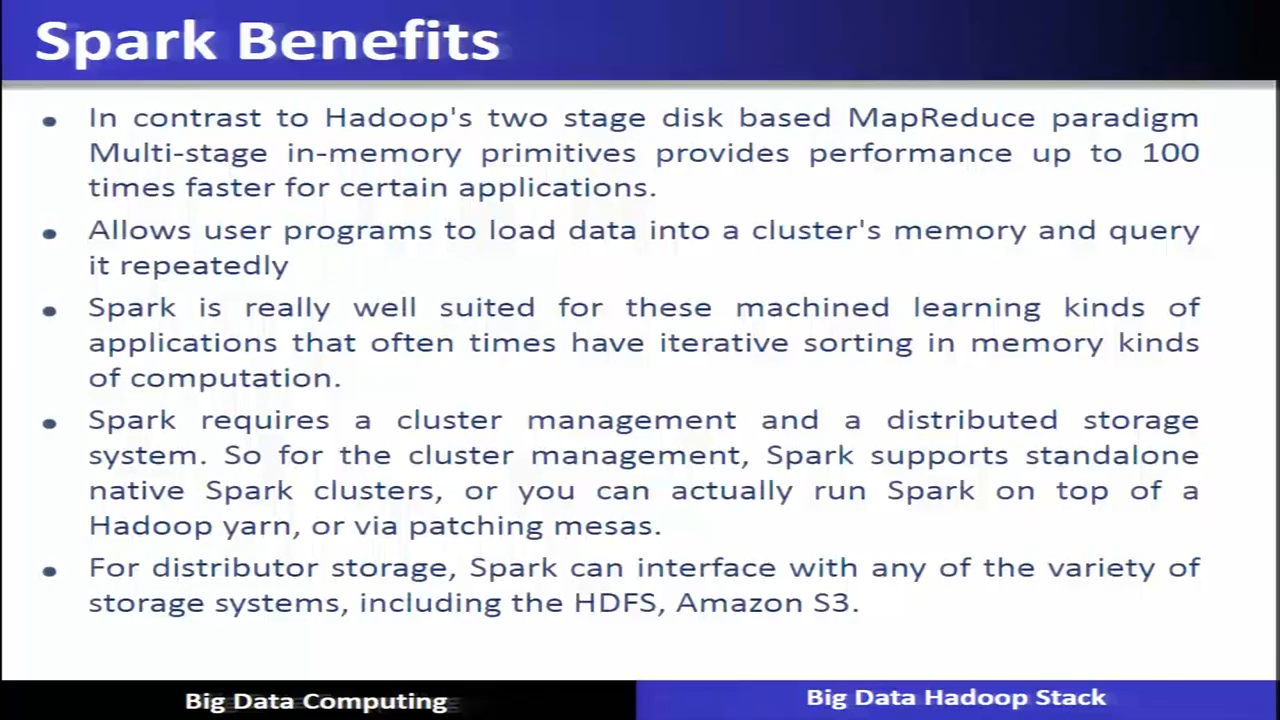 Spark Benefits
• In contrast to Hadoop's two stage disk based MapReduce paradigm
Multi-stage in-memory primitives provides performance up to 100
times faster for certain applications.
• Allows user programs to load data into a cluster's memory and query
it repeatedly
• Spark is really well suited for these machined learning kinds of
applications that often times have iterative sorting in memory kinds
of computation.
• Spark requires a cluster management and a distributed storage
system. So for the cluster management, Spark supports standalone
native Spark clusters, or you can actually run Spark on top of a
Hadoop yarn, or via patching mesas.
• For distributor storage, Spark can interface with any of the variety of
storage systems, including the HDFS, Amazon S3.
Big Data Computing
Big Data Hadoop Stack